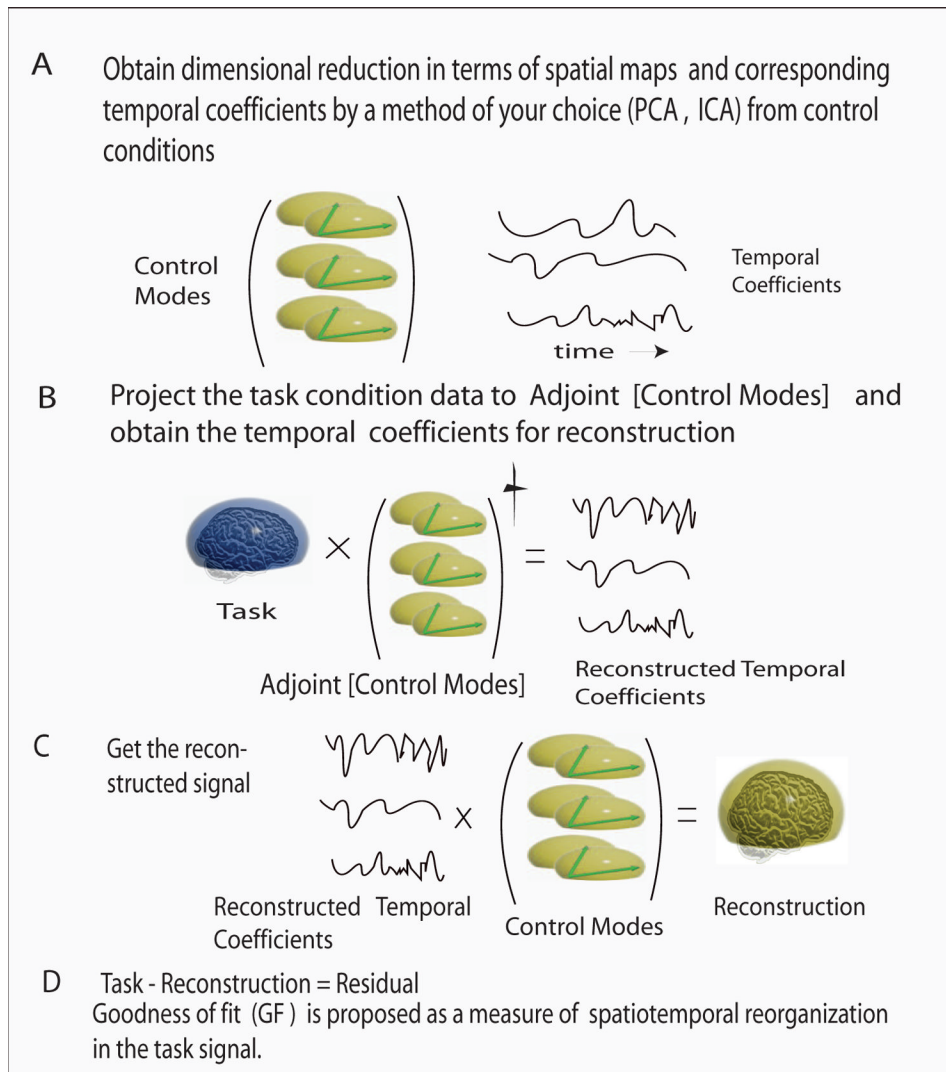 A
Obtain dimensional reduction in terms of spatial maps and corresponding
temporal coefficients by a method of your choice (PCA , ICA) from control
conditions
Control
Modes
Temporal
Coefficients
time
B
Project the task condition data to Adjoint [Control Modes] and
obtain the temporal coefficients for reconstruction
×
=
Task
Adjoint [Control Modes]
Reconstructed Temporal
Coefficients
C
Get the recon-
structed signal
×
=
Reconstructed Temporal
Coefficients
Control Modes
Reconstruction
D
Task - Reconstruction = Residual
Goodness of fit (GF ) is proposed as a measure of spatiotemporal reorganization
in the task signal.